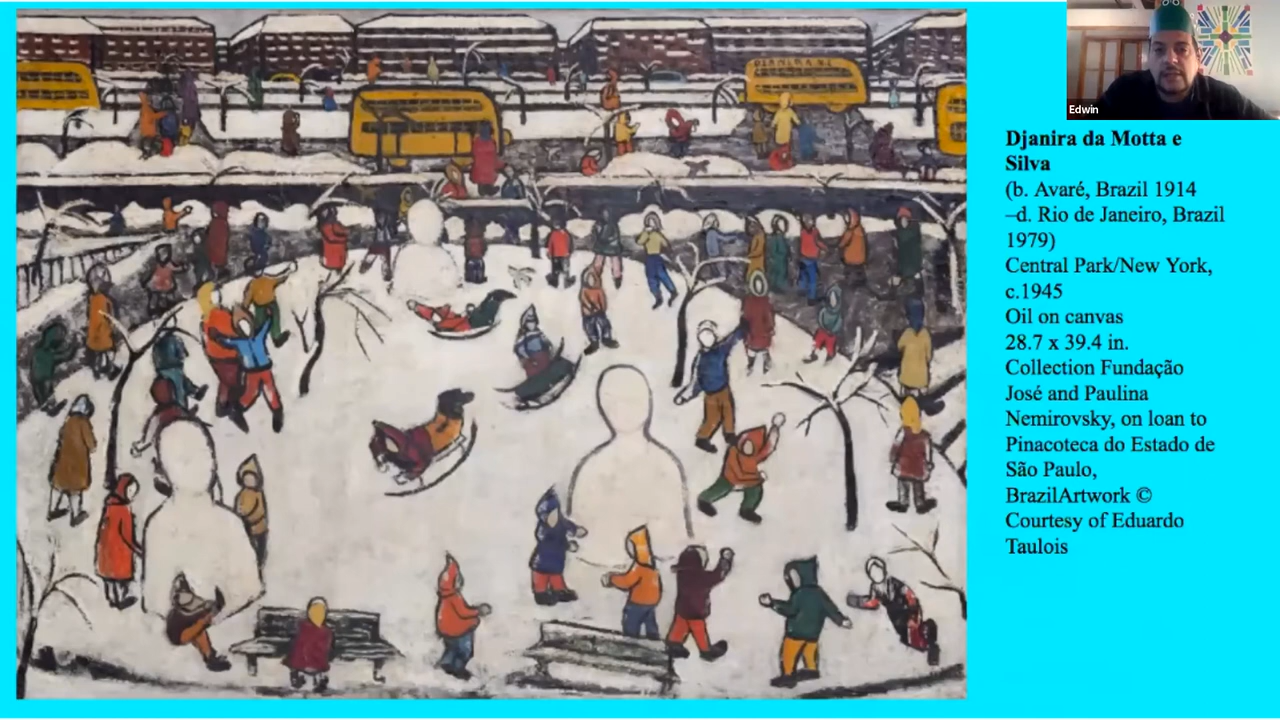 Edwin
Djanira da Motta e
Silva
(b. Avaré, Brazil 1914
–d. Rio de Janeiro, Brazil
1979)
Central Park/New York,
c.1945
Oil on canvas
28.7 x 39.4 in.
Collection Fundação
José and Paulina
Nemirovsky, on loan to
Pinacoteca do Estado de
São Paulo,
BrazilArtwork ©
Courtesy of Eduardo
Taulois